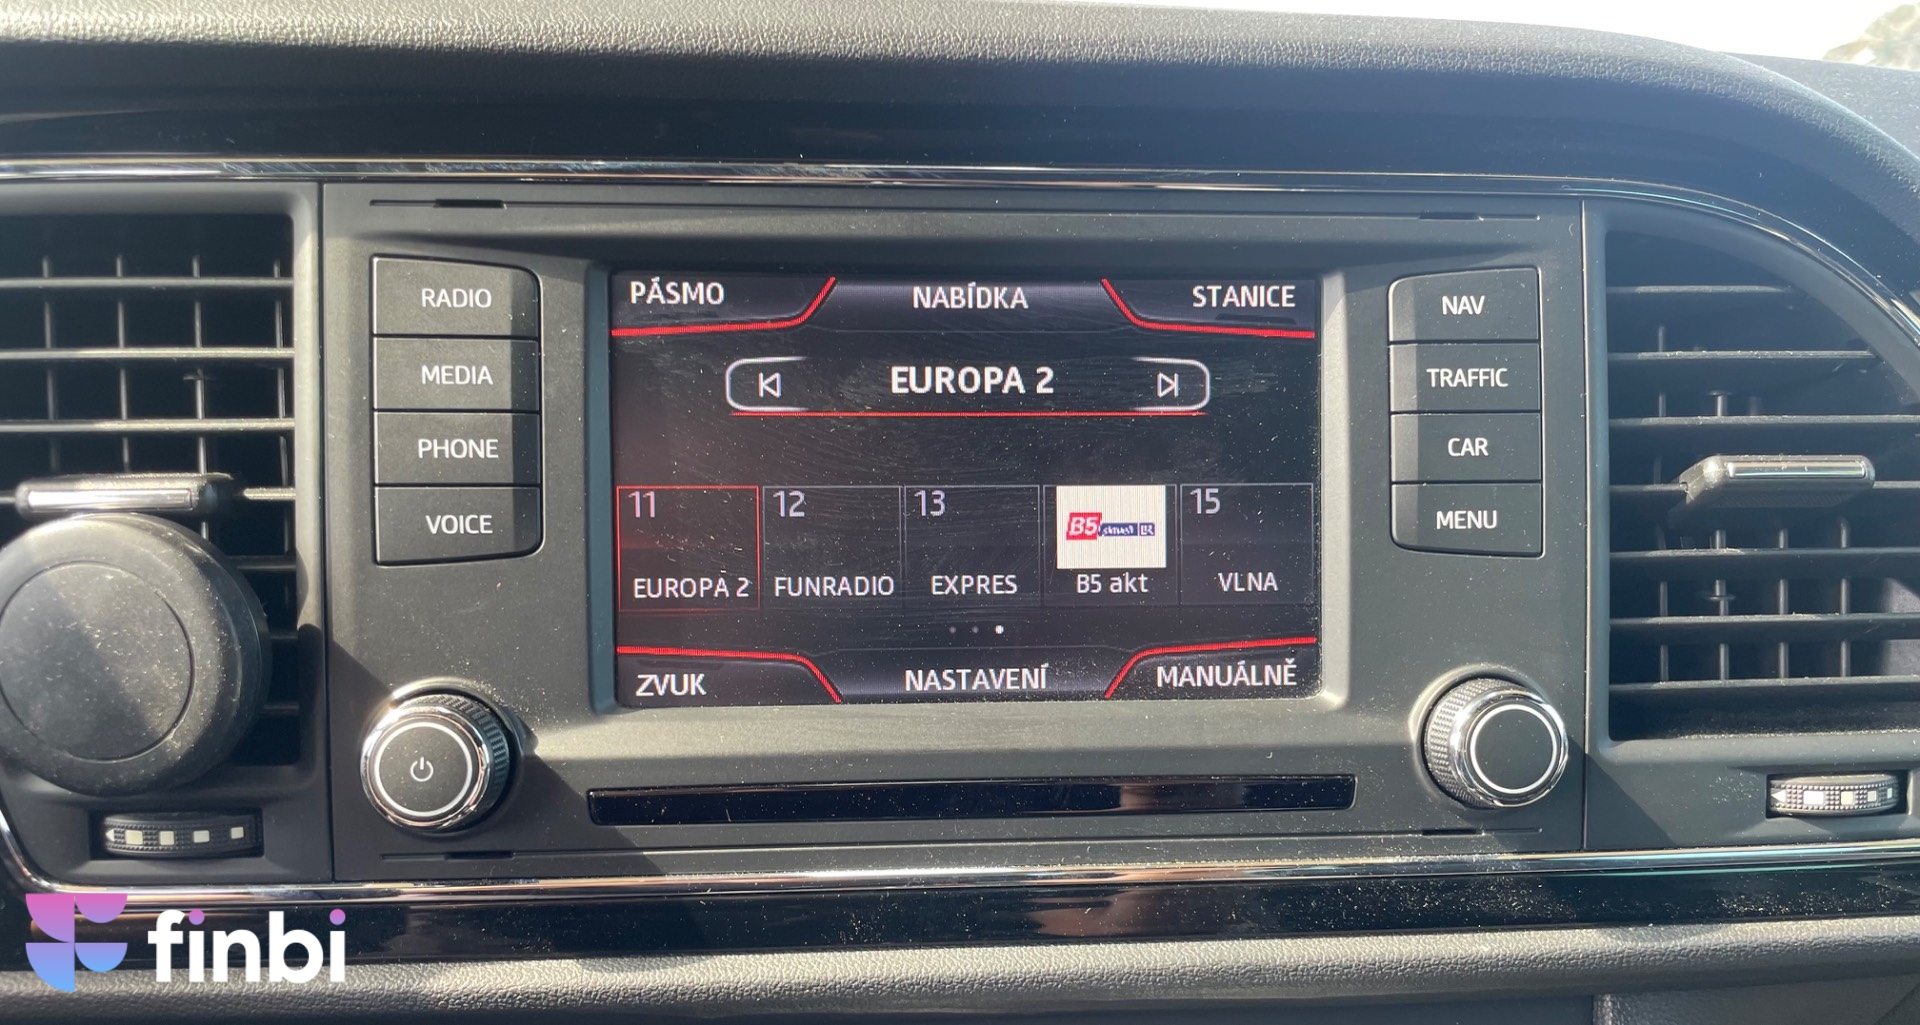 RADIO
MEDIA
PHONE
VOICE
PÁSMO NABÍDKA STANICE
EUROPA 2
11 12 13 15
B5
EUROPA 2 FUNRADIO EXPRES B5 akt VLNA
ZVUK NASTAVENÍ MANUÁLNĚ
NAV
TRAFFIC
CAR
MENU
finbi